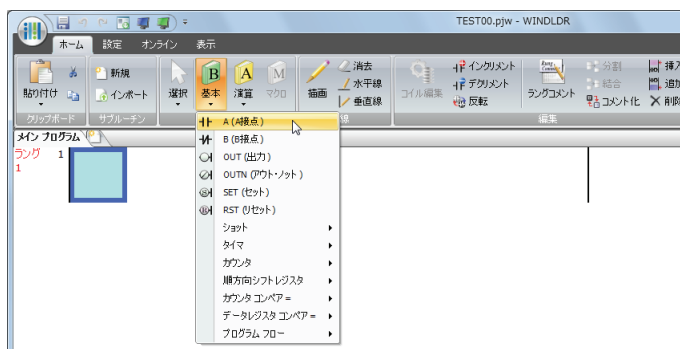 TEST00.pjw - WINDLDR
ホーム 設定 オンライン 表示
貼り付け 新規 インポート 選択 基本 演算 マクロ 描画 消去 水平線 垂直線 コイル編集 インクリメント デクリメント 反転 ラングコメント 分割 結合 コメント化 挿入 追加 削除
クリップボード サブルーチン 線 編集
メイン プログラム
ラング 1
1
A (A接点)
B (B接点)
OUT (出力)
OUTN (アウト・ノット)
SET (セット)
RST (リセット)
ショット
タイマ
カウンタ
順方向シフトレジスタ
カウンタ コンペア =
データレジスタ コンペア =
プログラム フロー